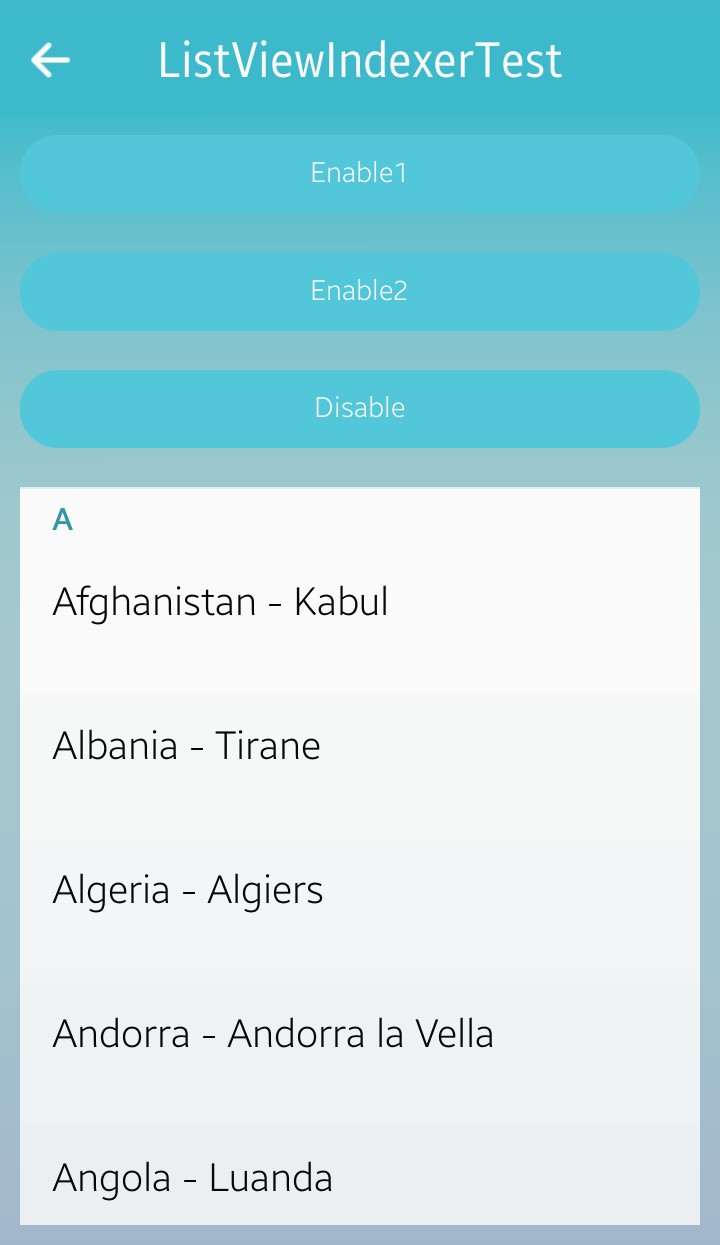 ListViewIndexerTest
Enable1
Enable2
Disable
A
Afghanistan - Kabul
Albania - Tirane
Algeria - Algiers
Andorra - Andorra la Vella
Angola - Luanda